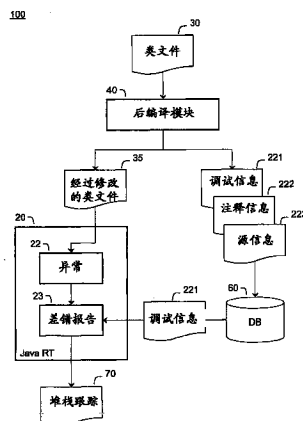 100
30
类文件
40
后编译模块
35
经过修改
的类文件
221
调试信息
222
注释信息
223
源信息
20
22
异常
23
差错报告
Java RT
221
调试信息
60
DB
70
堆栈跟踪